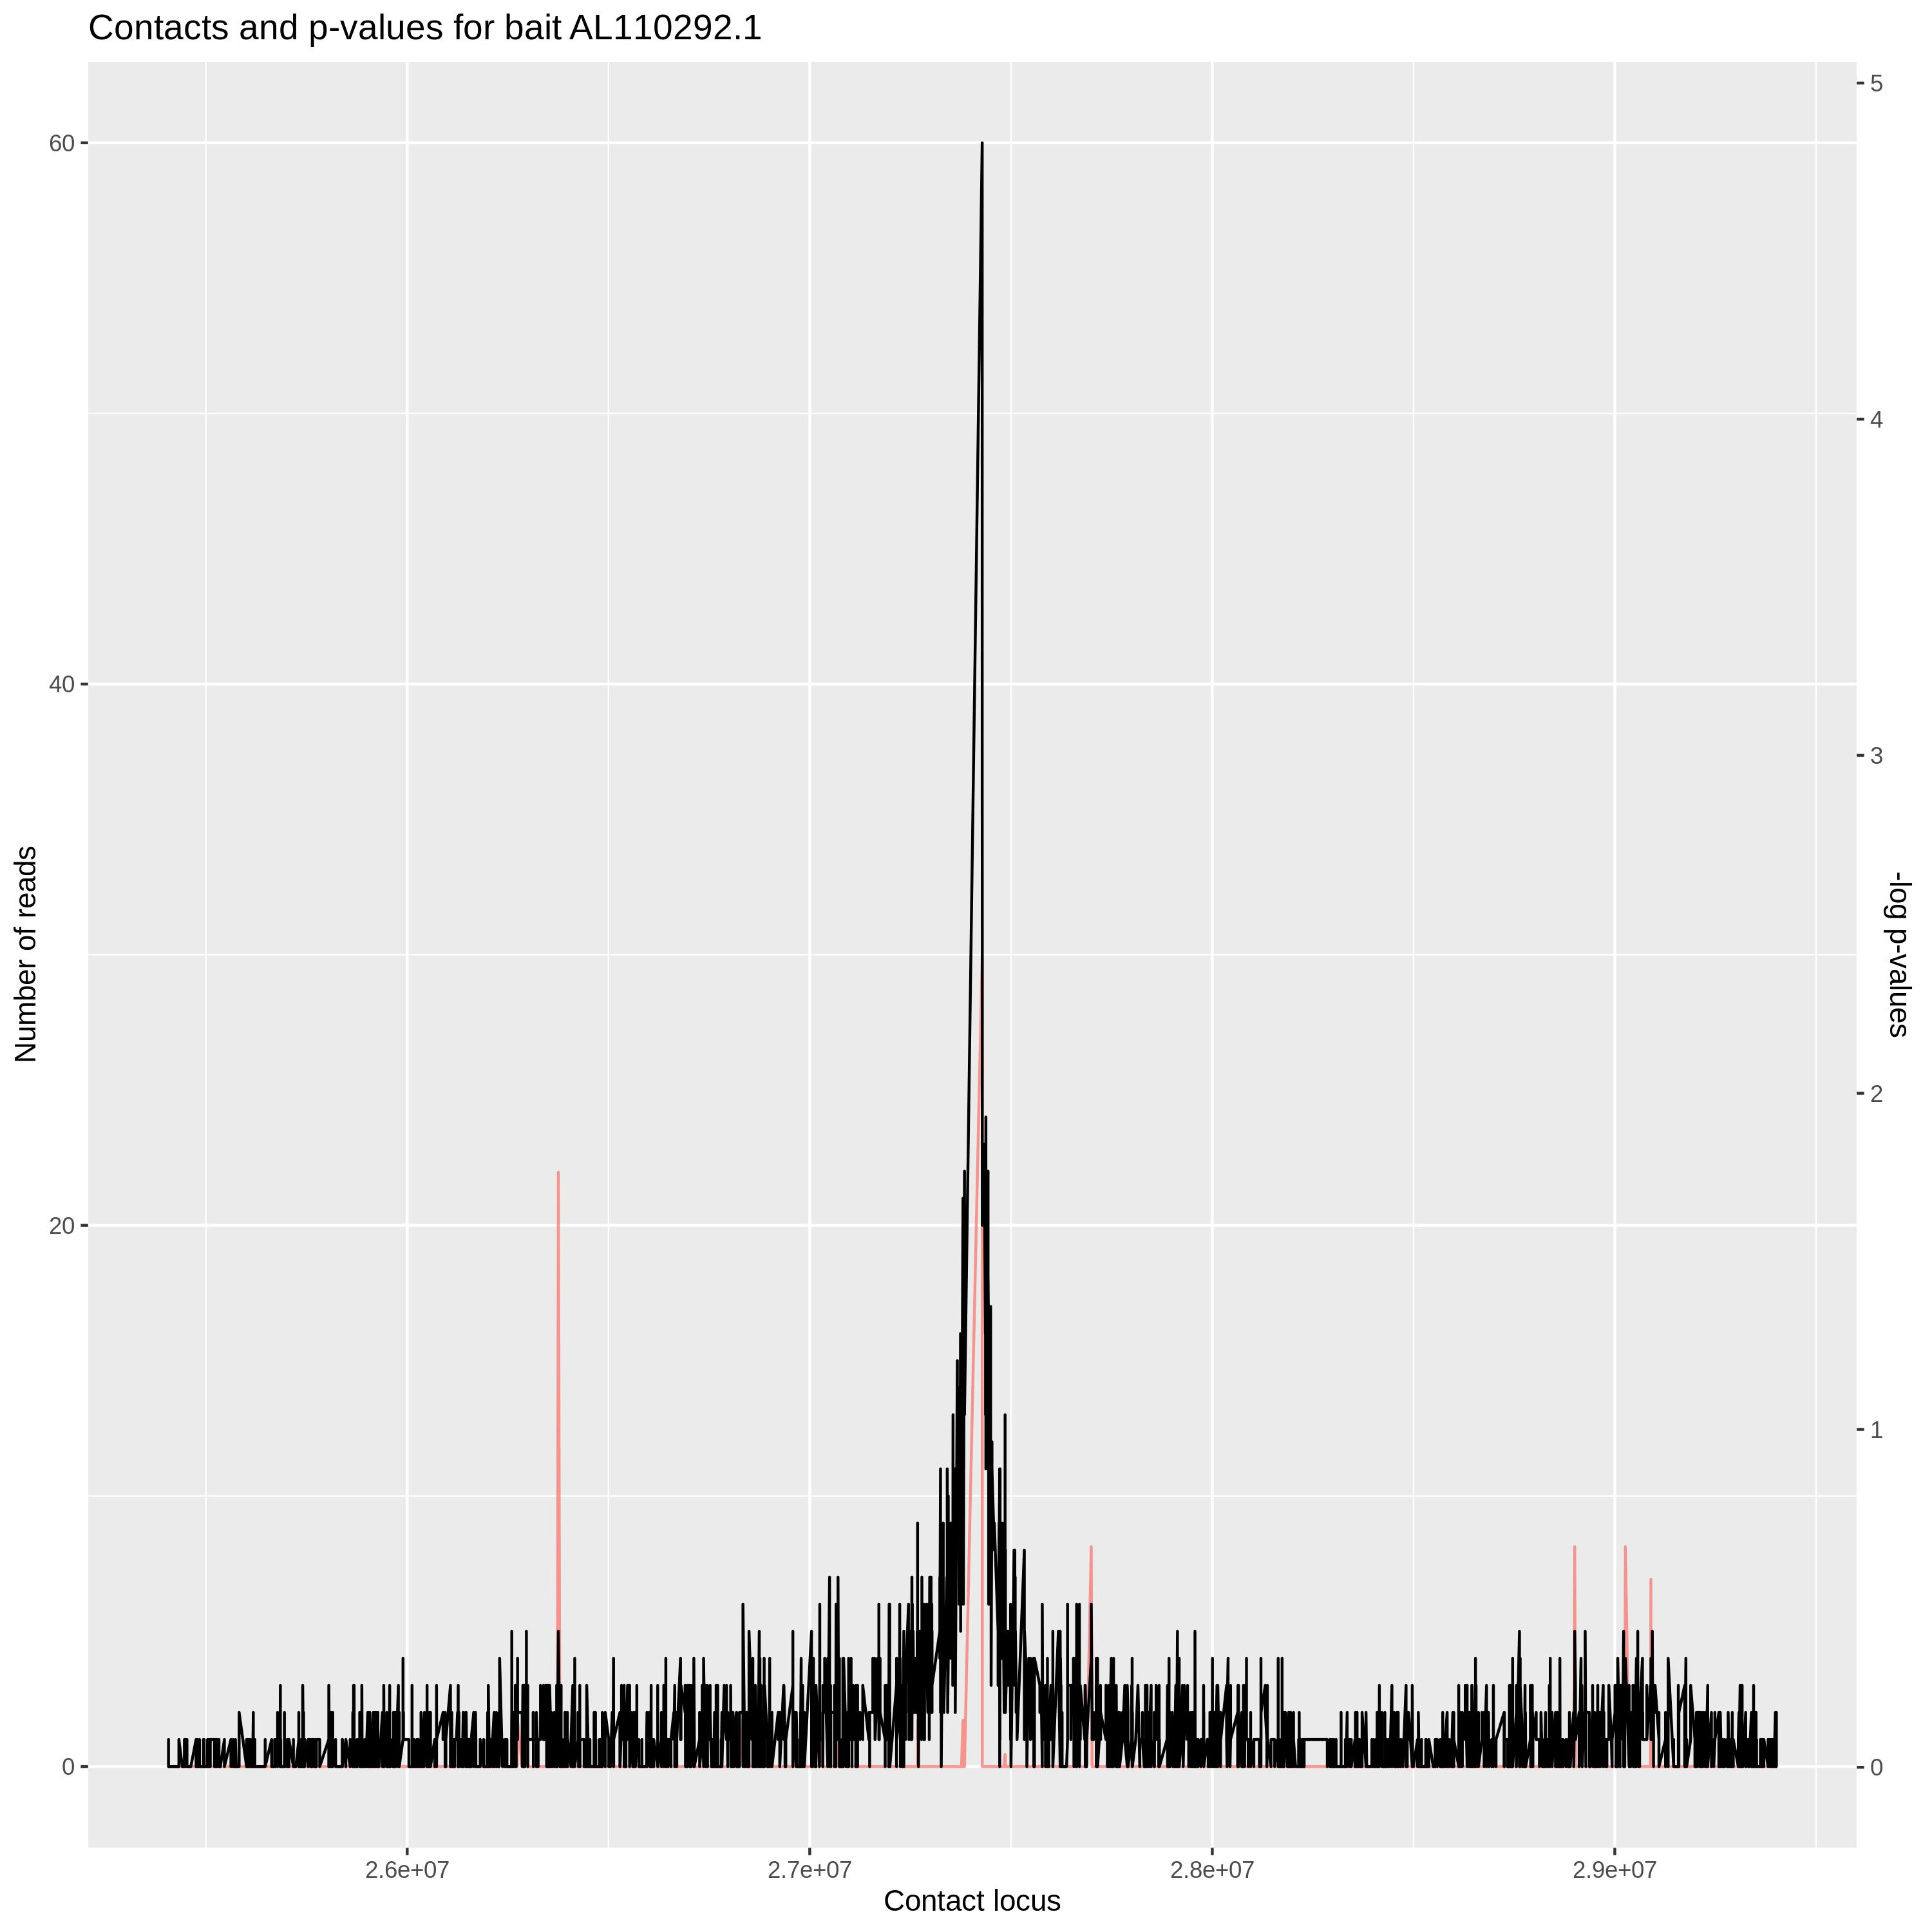 Contacts and p-values for bait AL110292.1
60
40
20
0
5
4
3
2
1
0
Number of reads
-log p-values
2.6e+07
2.7e+07
2.8e+07
2.9e+07
Contact locus